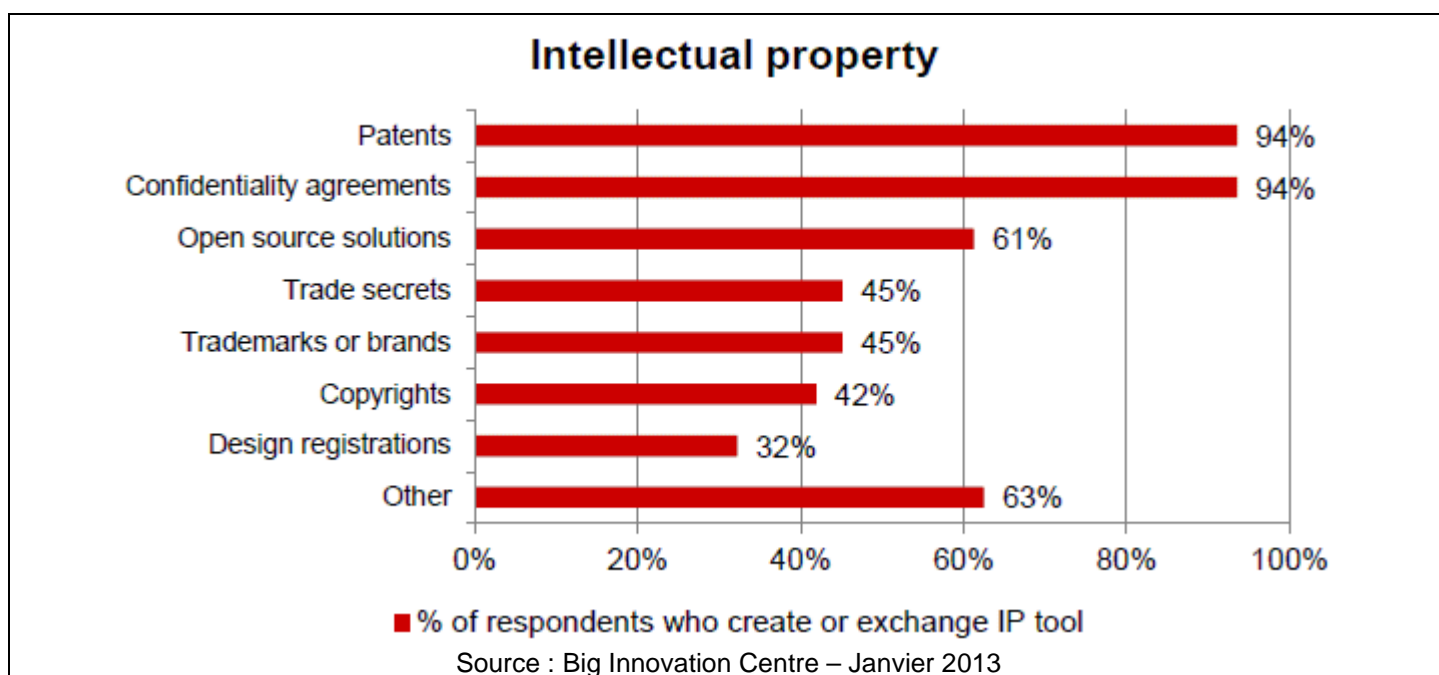 Intellectual property
Patents 94%
Confidentiality agreements 94%
Open source solutions 61%
Trade secrets 45%
Trademarks or brands 45%
Copyrights 42%
Design registrations 32%
Other 63%
0% 20% 40% 60% 80% 100%
% of respondents who create or exchange IP tool
Source : Big Innovation Centre – Janvier 2013